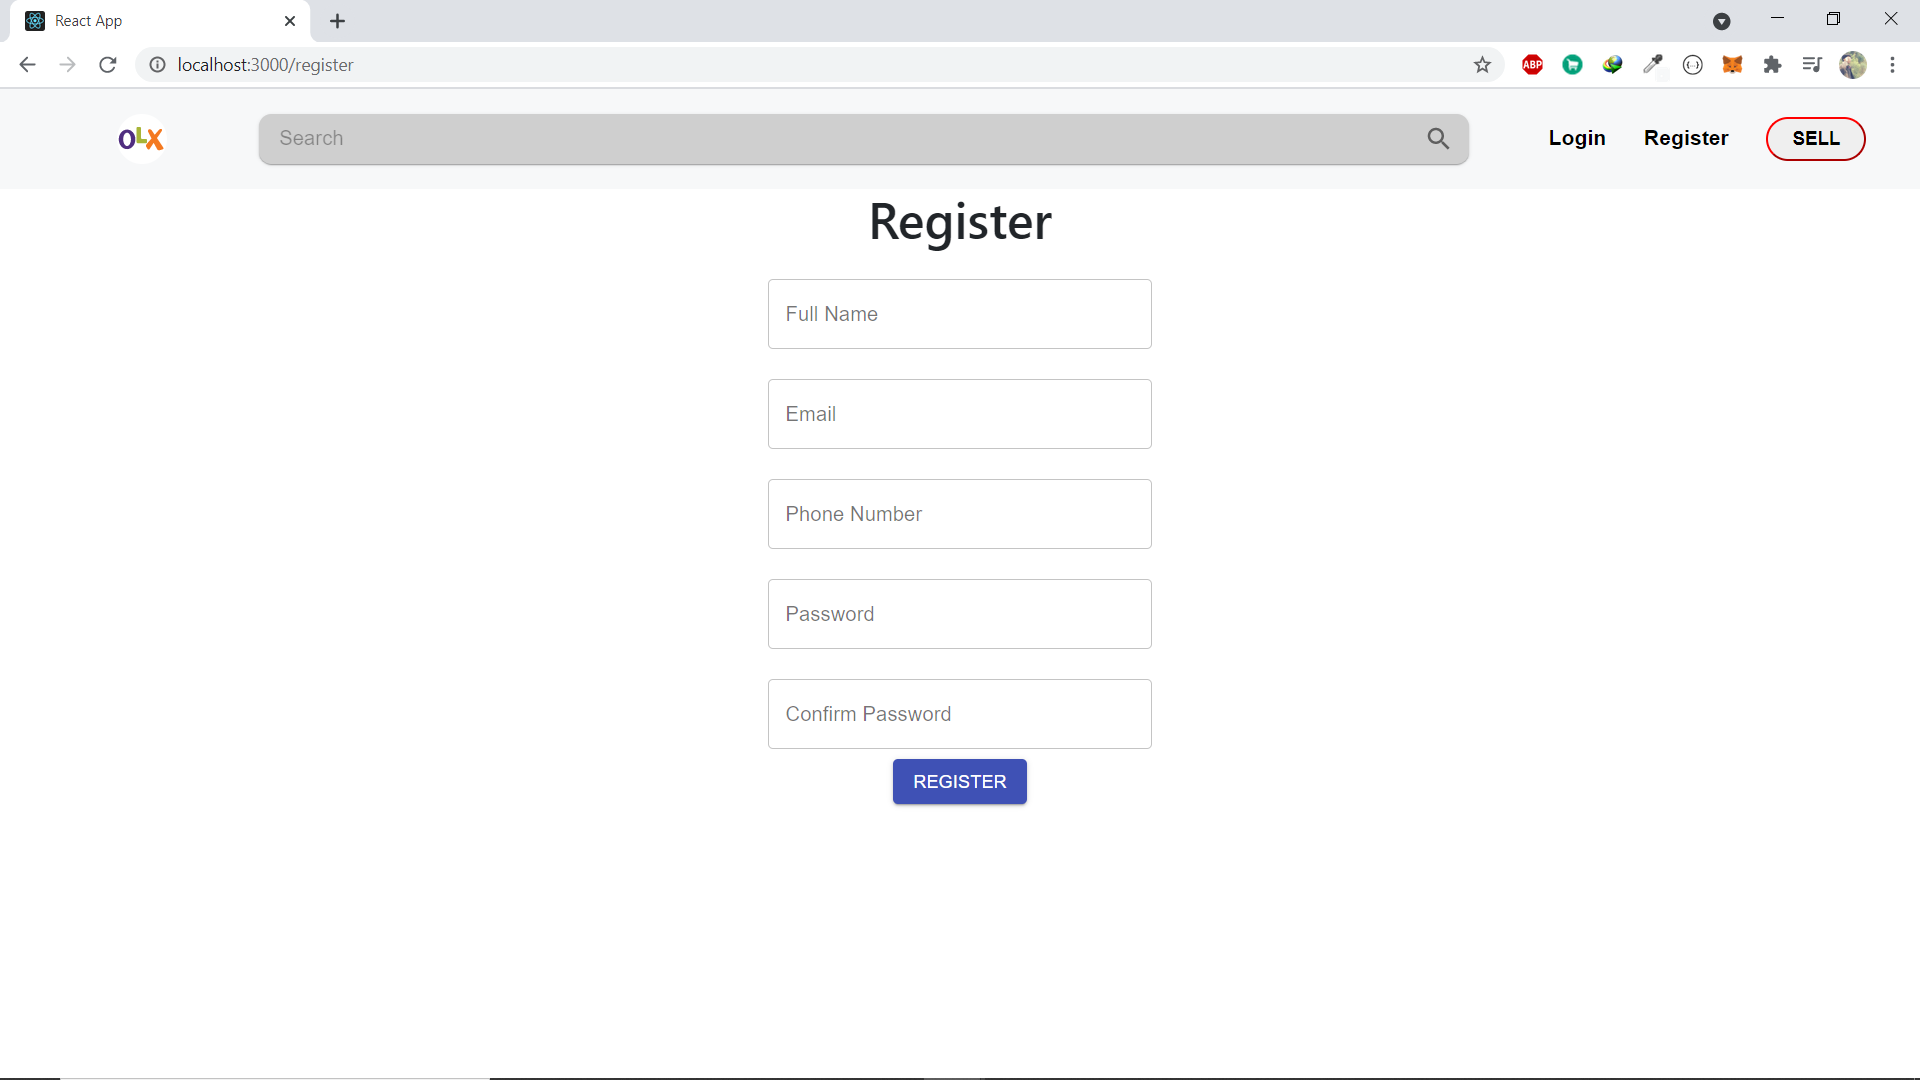 React App
localhost:3000/register
ABP
OLX
Search
Login
Register
SELL
Register
Full Name
Email
Phone Number
Password
Confirm Password
REGISTER